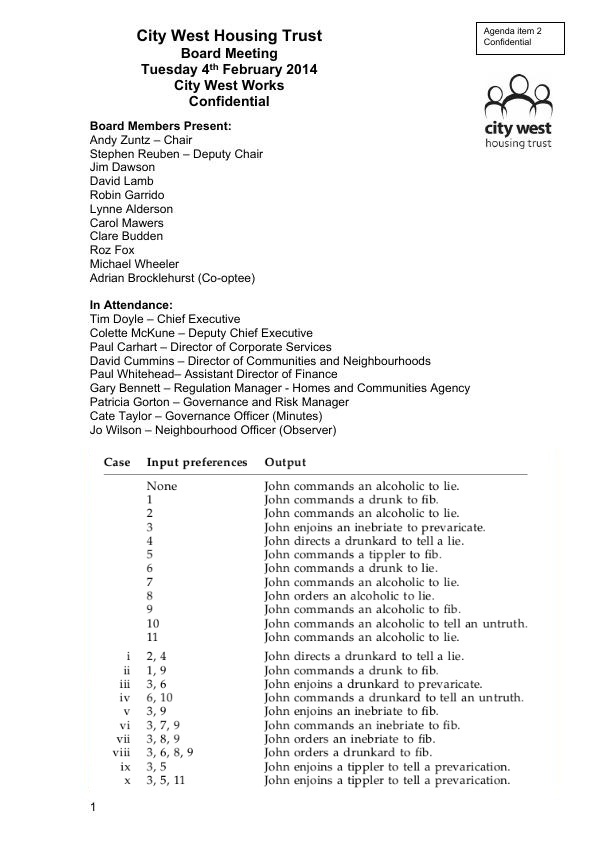 City West Housing Trust
Board Meeting
Tuesday 4th February 2014
City West Works
Confidential
Agenda item 2
Confidential
city west
housing trust
Board Members Present:
Andy Zuntz – Chair
Stephen Reuben – Deputy Chair
Jim Dawson
David Lamb
Robin Garrido
Lynne Alderson
Carol Mawers
Clare Budden
Roz Fox
Michael Wheeler
Adrian Brocklehurst (Co-optee)
In Attendance:
Tim Doyle – Chief Executive
Colette McKune – Deputy Chief Executive
Paul Carhart – Director of Corporate Services
David Cummins – Director of Communities and Neighbourhoods
Paul Whitehead– Assistant Director of Finance
Gary Bennett – Regulation Manager - Homes and Communities Agency
Patricia Gorton – Governance and Risk Manager
Cate Taylor – Governance Officer (Minutes)
Jo Wilson – Neighbourhood Officer (Observer)
Case Input preferences Output
None John commands an alcoholic to lie.
1 John commands a drunk to fib.
2 John commands an alcoholic to lie.
3 John enjoins an inebriate to prevaricate.
4 John directs a drunkard to tell a lie.
5 John commands a tippler to fib.
6 John commands a drunk to lie.
7 John commands an alcoholic to lie.
8 John orders an alcoholic to lie.
9 John commands an alcoholic to fib.
10 John commands an alcoholic to tell an untruth.
11 John commands an alcoholic to lie.
i 2, 4 John directs a drunkard to tell a lie.
ii 1, 9 John commands a drunk to fib.
iii 3, 6 John enjoins a drunkard to prevaricate.
iv 6, 10 John commands a drunkard to tell an untruth.
v 3, 9 John enjoins an inebriate to fib.
vi 3, 7, 9 John commands an inebriate to fib.
vii 3, 8, 9 John orders an inebriate to fib.
viii 3, 6, 8, 9 John orders a drunkard to fib.
ix 3, 5 John enjoins a tippler to tell a prevarication.
x 3, 5, 11 John enjoins a tippler to tell a prevarication.
1